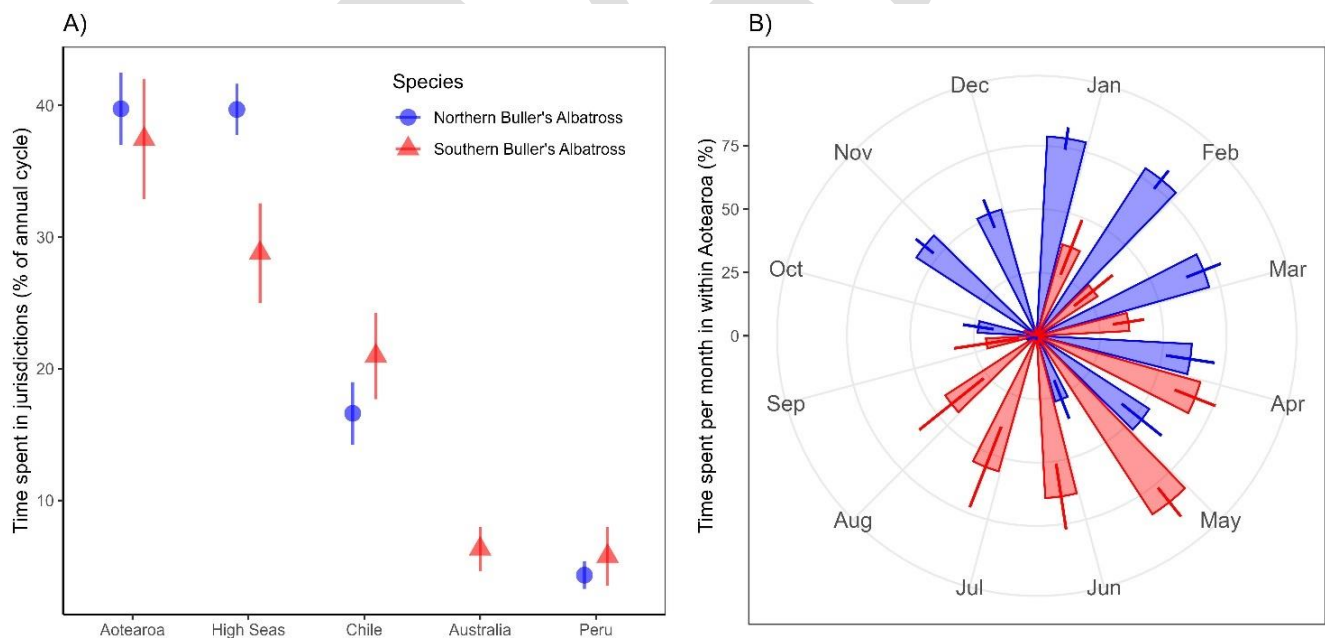 A)
Time spent in jurisdictions (% of annual cycle)
40
30
20
10
Species
Northern Buller's Albatross
Southern Buller's Albatross
Aotearoa
High Seas
Chile
Australia
Peru
B)
Time spent per month in within Aotearoa (%)
75
50
25
0
Jan
Feb
Mar
Apr
May
Jun
Jul
Aug
Sep
Oct
Nov
Dec